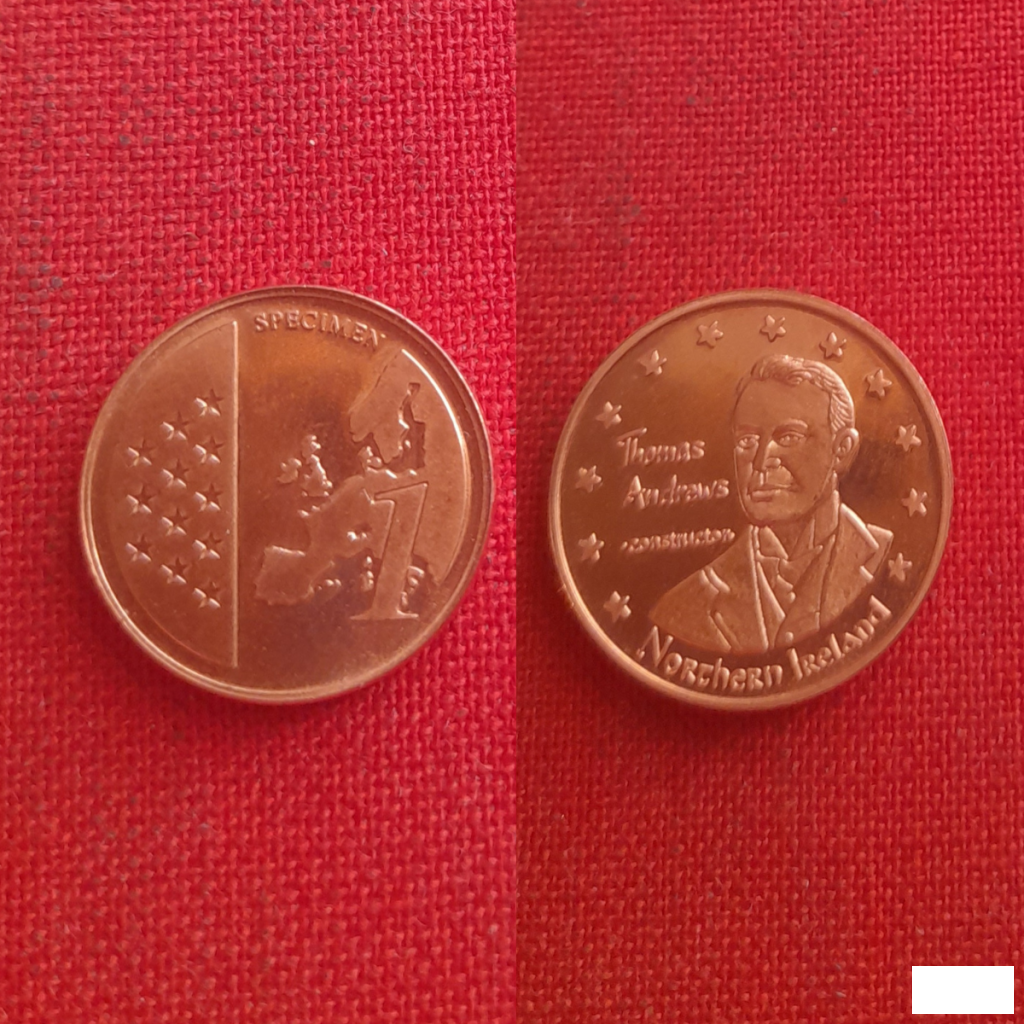 SPECIMEN
1
Thomas
Andrews
constructor
Northern Ireland